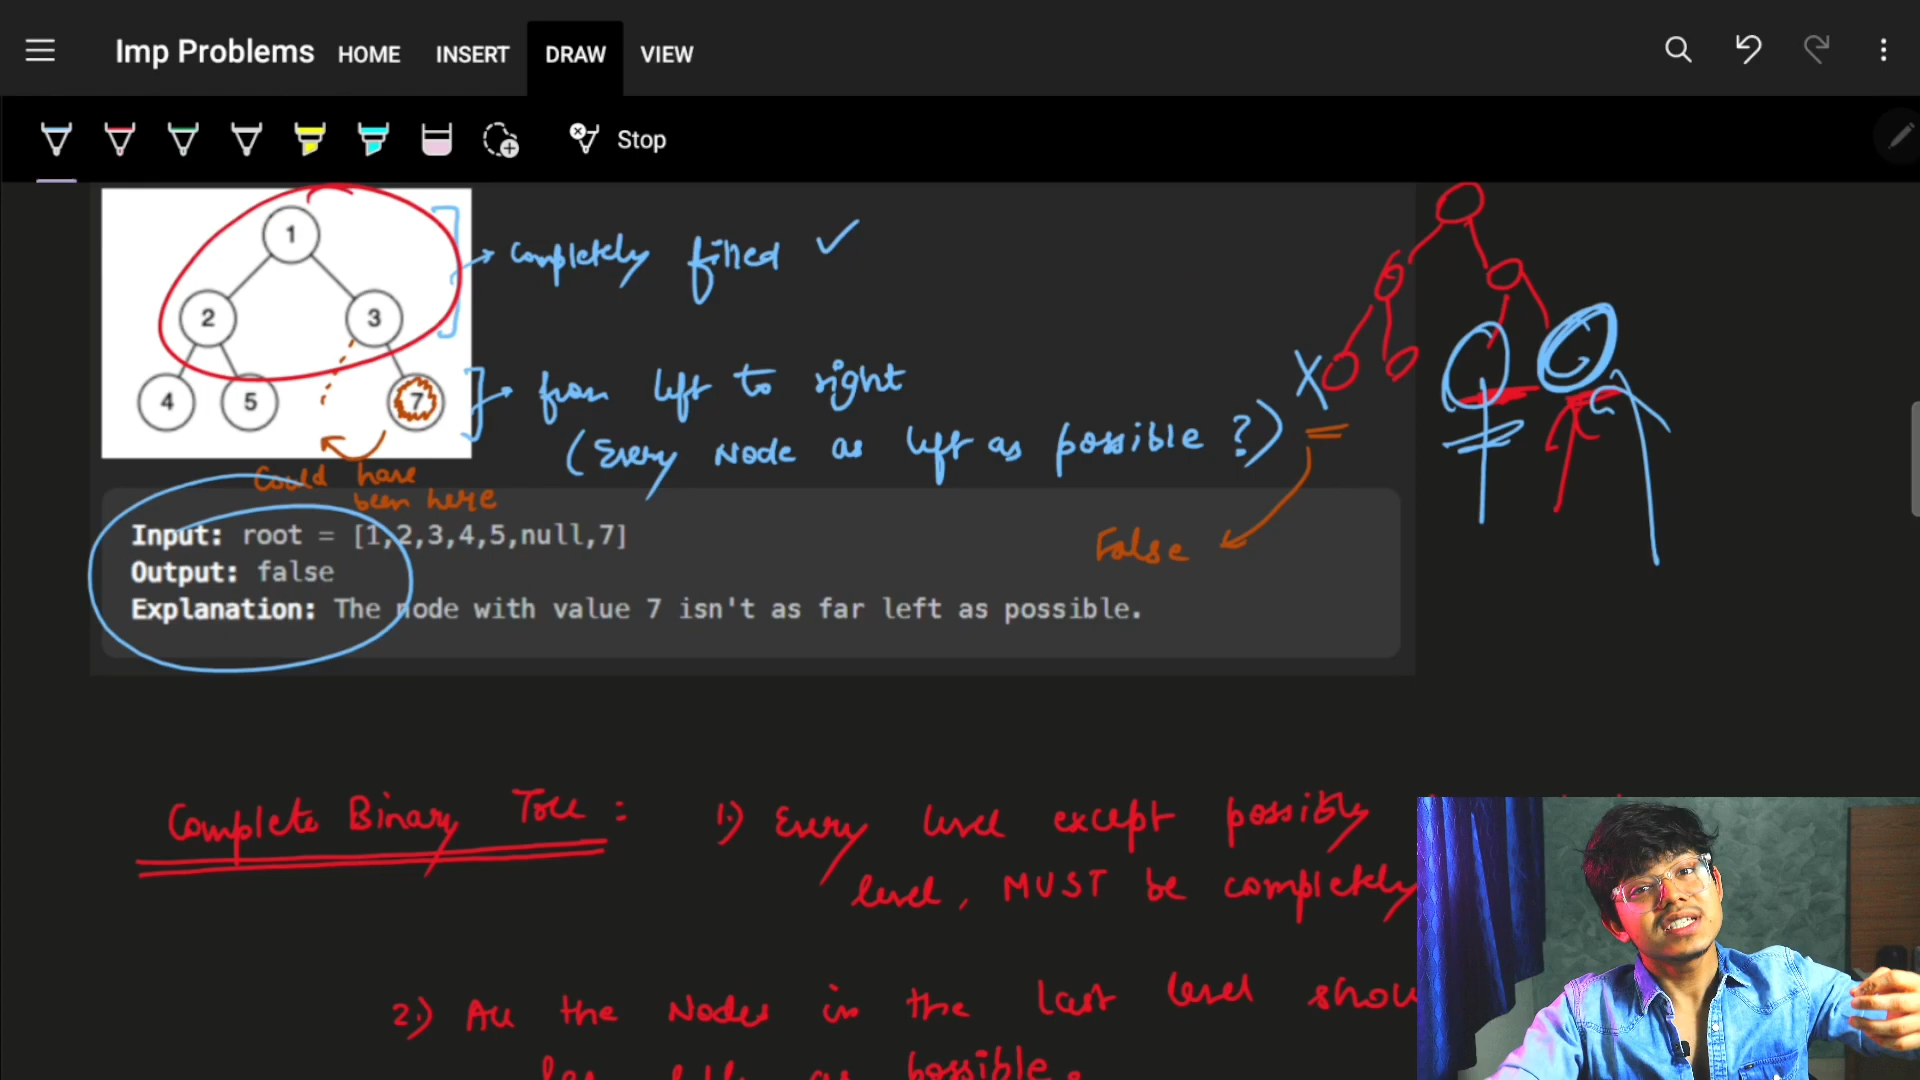 Imp Problems HOME INSERT DRAW VIEW
Stop
1
2 3
4 5 7
Completely filled ✓
from left to right
(Every Node as left as possible ?) X
Could have
been here
False
Input: root = [1,2,3,4,5,null,7]
Output: false
Explanation: The node with value 7 isn't as far left as possible.
Complete Binary Tree : 1.) Every level except possibly
level, MUST be completely
2.) All the Nodes in the last level shou
possible.